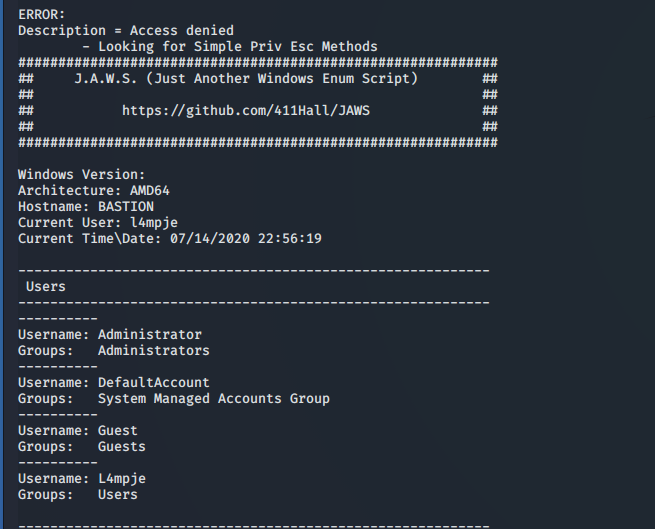 ERROR:
Description = Access denied
- Looking for Simple Priv Esc Methods
############################################################
## J.A.W.S. (Just Another Windows Enum Script) ##
## ##
## https://github.com/411Hall/JAWS ##
## ##
############################################################
Windows Version:
Architecture: AMD64
Hostname: BASTION
Current User: l4mpje
Current Time\Date: 07/14/2020 22:56:19
-----------------------------------------------------------
Users
-----------------------------------------------------------
----------
Username: Administrator
Groups:   Administrators
----------
Username: DefaultAccount
Groups:   System Managed Accounts Group
----------
Username: Guest
Groups:   Guests
----------
Username: L4mpje
Groups:   Users
-----------------------------------------------------------